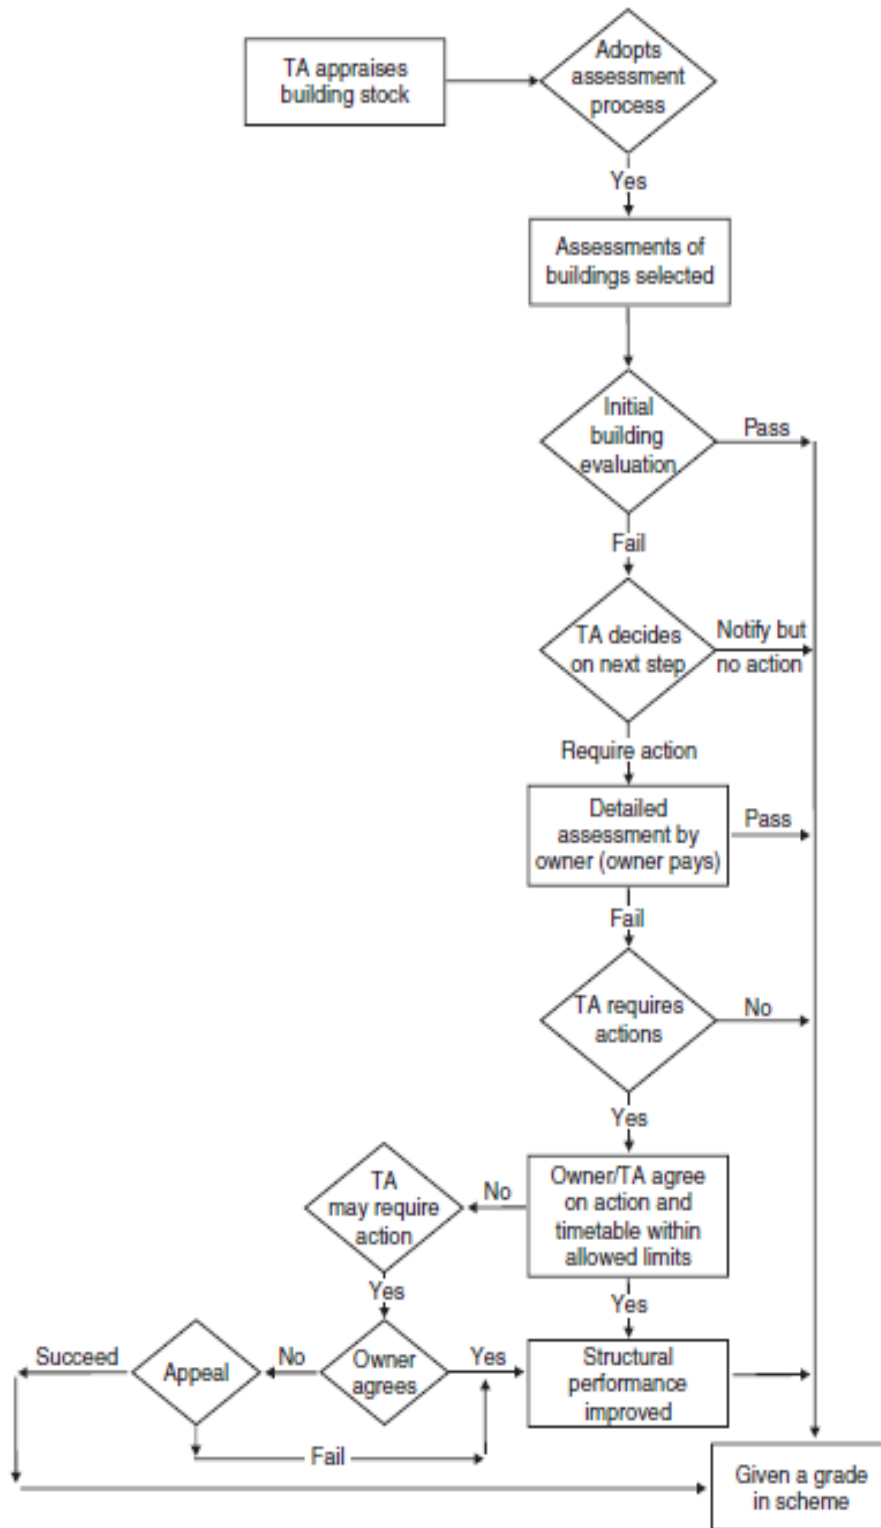 TA appraises
building stock
Adopts
assessment
process
Yes
Assessments of
buildings selected
Initial
building
evaluation
Pass
Fail
TA decides
on next step
Notify but
no action
Require action
Detailed
assessment by
owner (owner pays)
Pass
Fail
TA requires
actions
No
Yes
Owner/TA agree
on action and
timetable within
allowed limits
No
TA
may require
action
Yes
Yes
Owner
agrees
No
Yes
Appeal
Succeed
Fail
Structural
performance
improved
Given a grade
in scheme